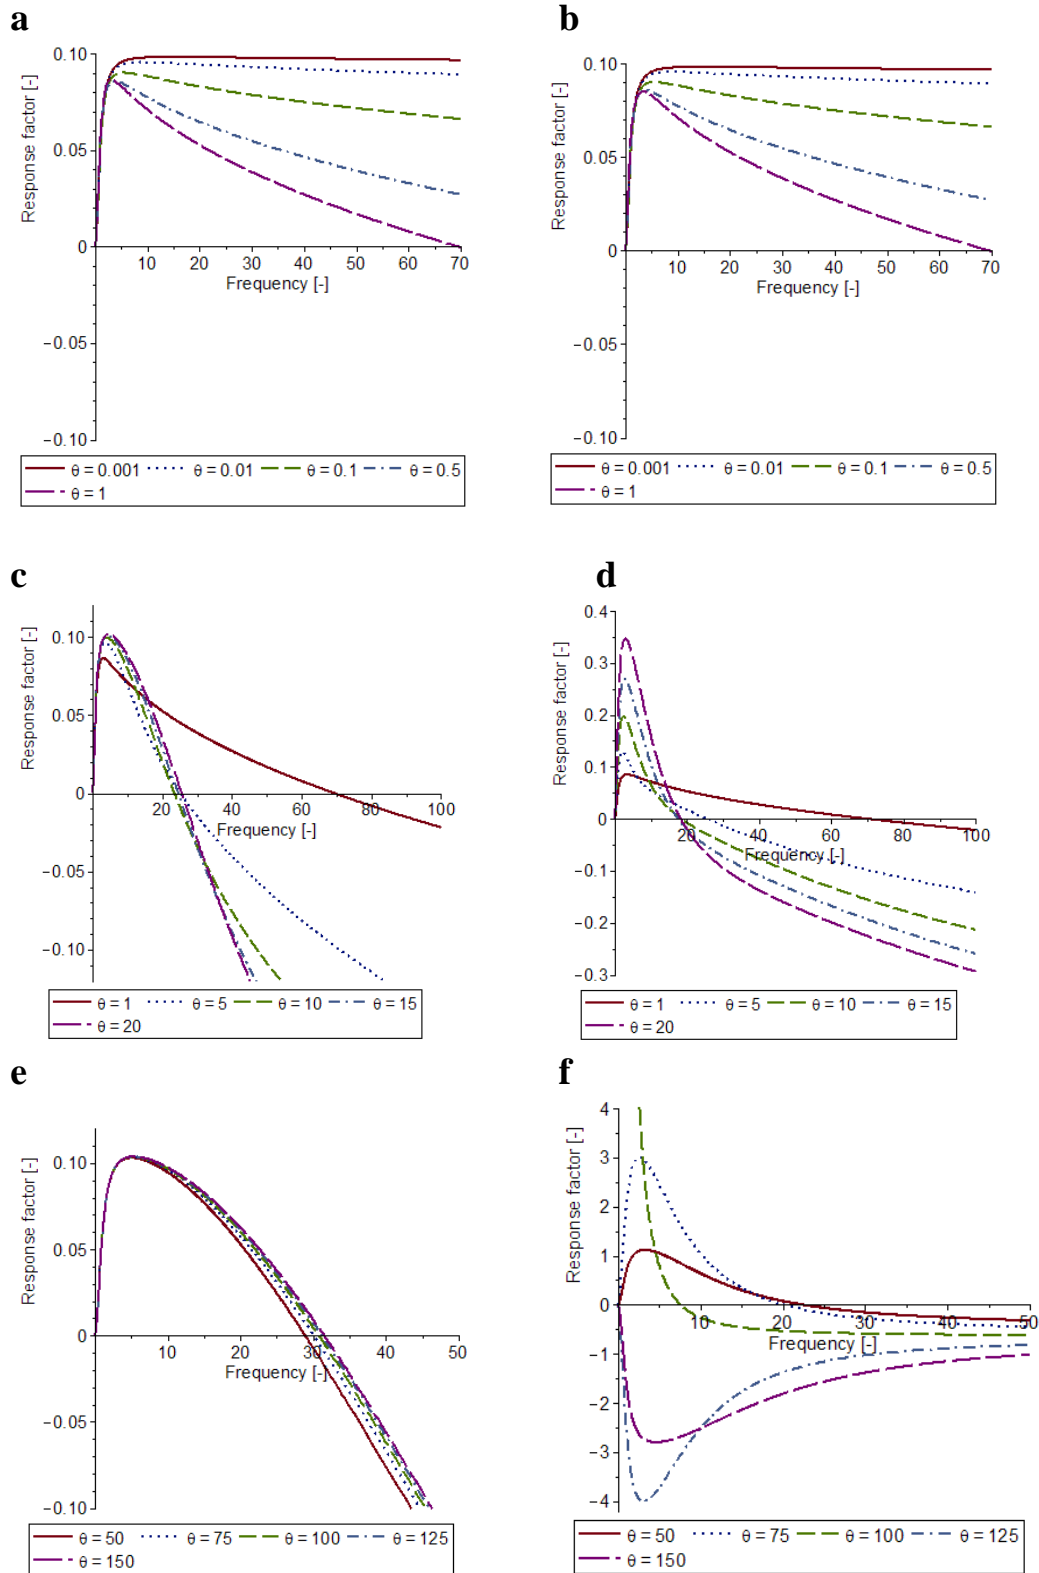 a
b
Response factor [-]
0.10
0.05
0
−0.05
−0.10
10 20 30 40 50 60 70
Frequency [-]
θ = 0.001 θ = 0.01 θ = 0.1 θ = 0.5
θ = 1
Response factor [-]
0.10
0.05
0
−0.05
−0.10
10 20 30 40 50 60 70
Frequency [-]
θ = 0.001 θ = 0.01 θ = 0.1 θ = 0.5
θ = 1
c
d
Response factor [-]
0.10
0.05
0
−0.05
−0.10
20 40 60 80 100
Frequency [-]
θ = 1 θ = 5 θ = 10 θ = 15
θ = 20
Response factor [-]
0.4
0.3
0.2
0.1
0
−0.1
−0.2
−0.3
20 40 60 80 100
Frequency [-]
θ = 1 θ = 5 θ = 10 θ = 15
θ = 20
e
f
Response factor [-]
0.10
0.05
0
−0.05
−0.10
10 20 30 40 50
Frequency [-]
θ = 50 θ = 75 θ = 100 θ = 125
θ = 150
Response factor [-]
4
3
2
1
0
−1
−2
−3
−4
10 20 30 40 50
Frequency [-]
θ = 50 θ = 75 θ = 100 θ = 125
θ = 150